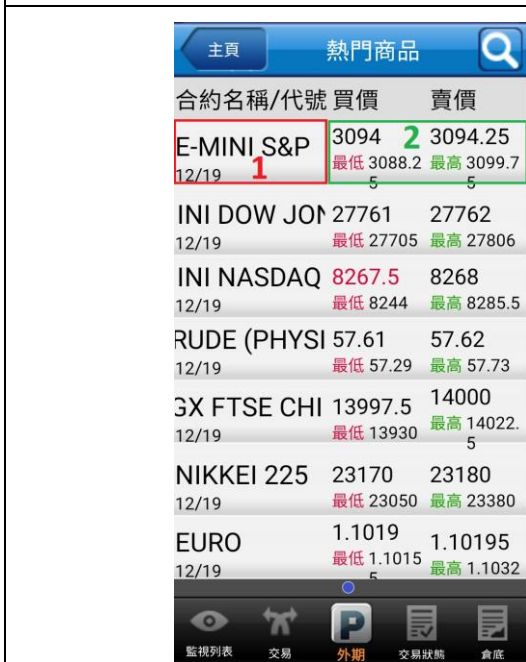 主頁
熱門商品
合約名稱/代號 買價 賣價
E-MINI S&P 3094 2 3094.25
12/19 1 最低 3088.25 最高 3099.75
INI DOW JON 27761 27762
12/19 最低 27705 最高 27806
INI NASDAQ 8267.5 8268
12/19 最低 8244 最高 8285.5
RUDE (PHYSI 57.61 57.62
12/19 最低 57.29 最高 57.73
GX FTSE CHI 13997.5 14000
12/19 最低 13930 最高 14022.5
NIKKEI 225 23170 23180
12/19 最低 23050 最高 23380
EURO 1.1019 1.10195
12/19 最低 1.10155 最高 1.1032
監視列表 交易 外期 交易狀態 倉底